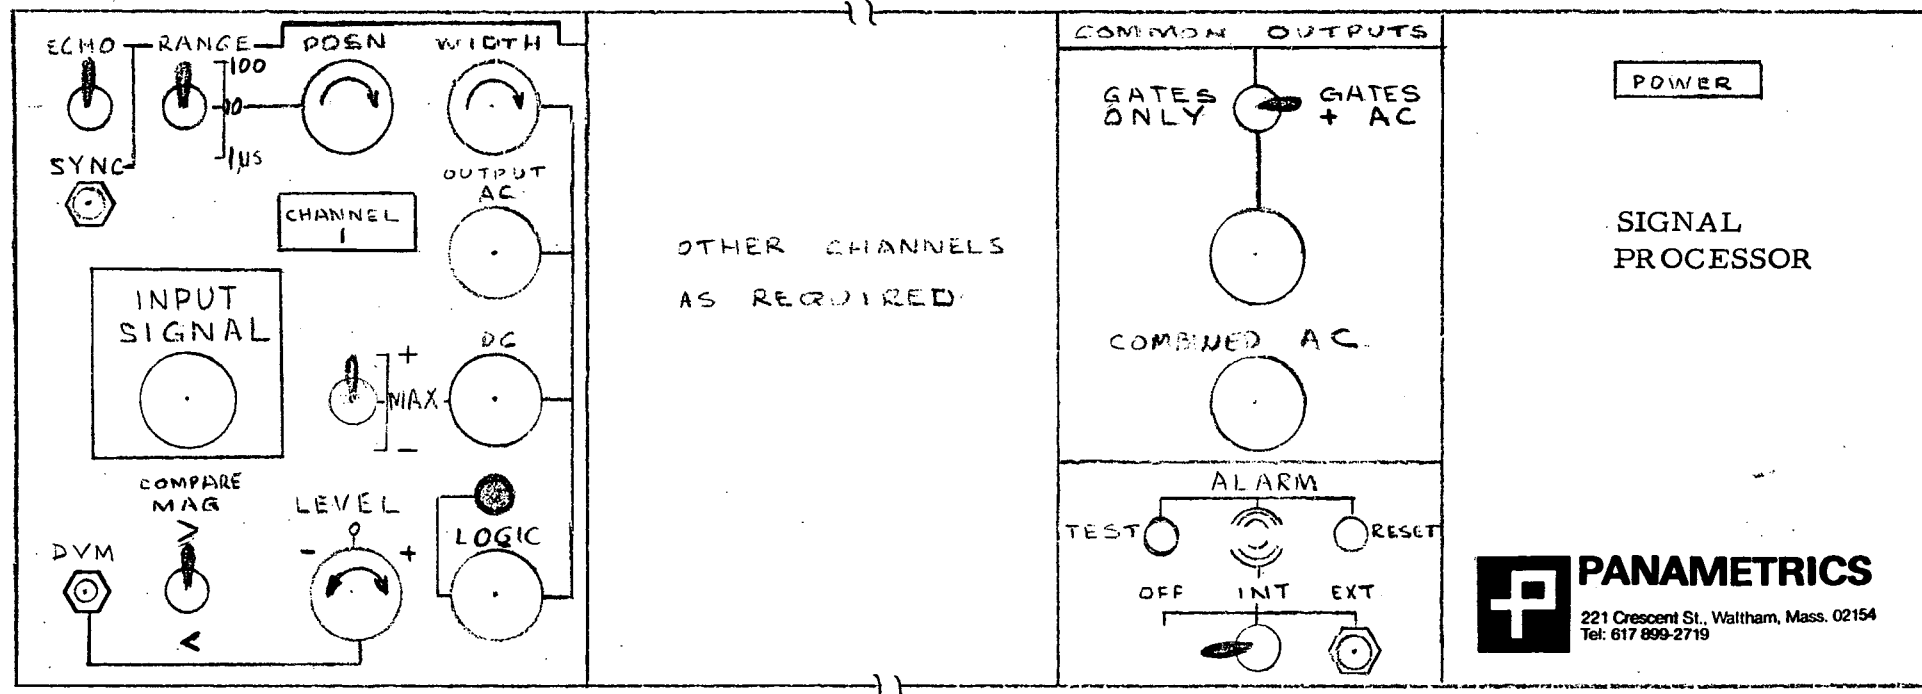 ECHO RANGE POSN WIDTH
100
10
1µs
SYNC
OUTPUT
AC
CHANNEL
1
INPUT
SIGNAL
DC
+
MAX
-
COMPARE
MAG
>
<
LEVEL
0
- +
DVM
LOGIC
OTHER CHANNELS
AS REQUIRED
COMMON OUTPUTS
GATES
ONLY
GATES
+ AC
COMBINED AC
ALARM
TEST
RESET
OFF INT EXT
POWER
SIGNAL
PROCESSOR
PANAMETRICS
221 Crescent St., Waltham, Mass. 02154
Tel: 617 899-2719